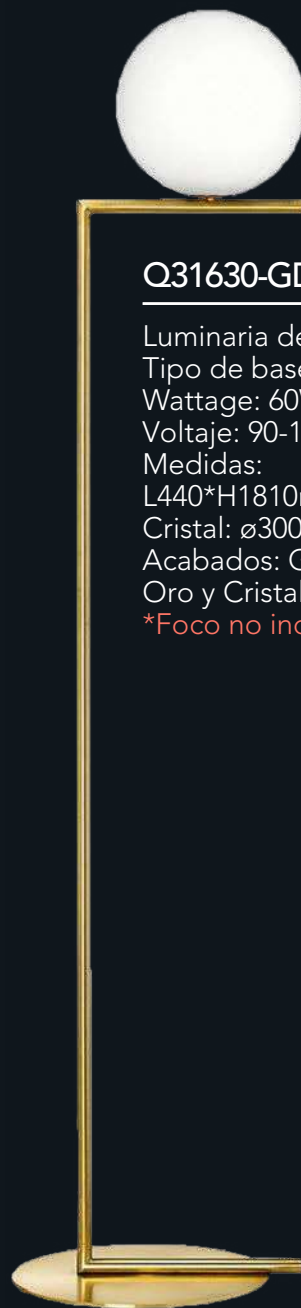 Q31630-GD
Luminaria de
Tipo de base
Wattage: 60
Voltaje: 90-1
Medidas:
L440*H1810
Cristal: ø300
Acabados:
Oro y Cristal
*Foco no inc